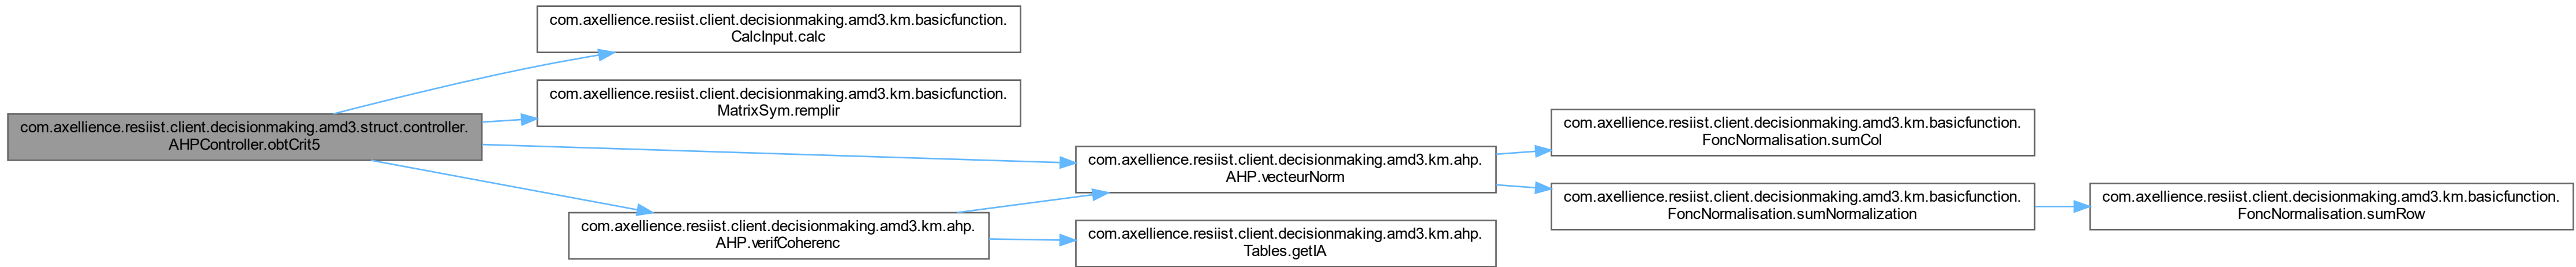 com.axellience.resiist.client.decisionmaking.amd3.struct.controller.
AHPController.obtCrit5
com.axellience.resiist.client.decisionmaking.amd3.km.basicfunction.
CalcInput.calc
com.axellience.resiist.client.decisionmaking.amd3.km.basicfunction.
MatrixSym.remplir
com.axellience.resiist.client.decisionmaking.amd3.km.ahp.
AHP.verifCoherenc
com.axellience.resiist.client.decisionmaking.amd3.km.ahp.
AHP.vecteurNorm
com.axellience.resiist.client.decisionmaking.amd3.km.ahp.
Tables.getIA
com.axellience.resiist.client.decisionmaking.amd3.km.basicfunction.
FoncNormalisation.sumCol
com.axellience.resiist.client.decisionmaking.amd3.km.basicfunction.
FoncNormalisation.sumNormalization
com.axellience.resiist.client.decisionmaking.amd3.km.basicfunction.
FoncNormalisation.sumRow